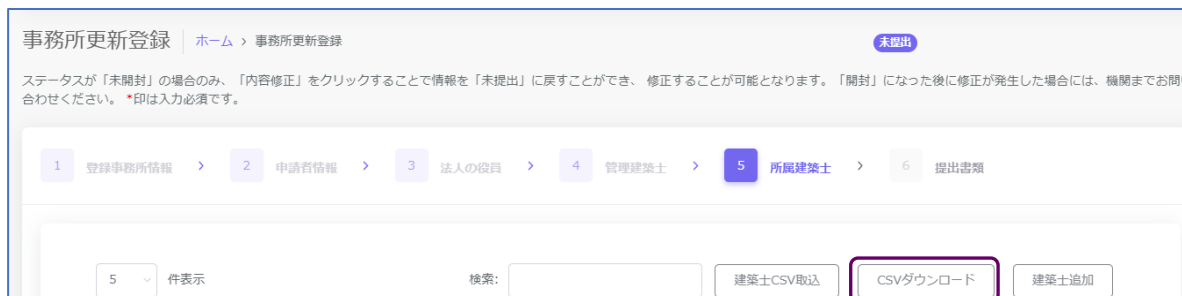 事務所更新登録 ホーム > 事務所更新登録 未提出
ステータスが「未開封」の場合のみ、「内容修正」をクリックすることで情報を「未提出」に戻すことができ、 修正することが可能となります。「開封」になった後に修正が発生した場合には、機関までお問い
合わせください。 *印は入力必須です。
1 登録事務所情報 > 2 申請者情報 > 3 法人の役員 > 4 管理建築士 > 5 所属建築士 > 6 提出書類
5 件表示 検索: 建築士CSV取込 CSVダウンロード 建築士追加